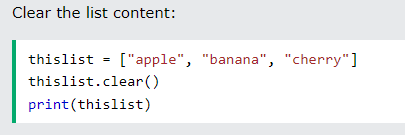 Clear the list content:
thislist = ["apple", "banana", "cherry"]
thislist.clear()
print(thislist)